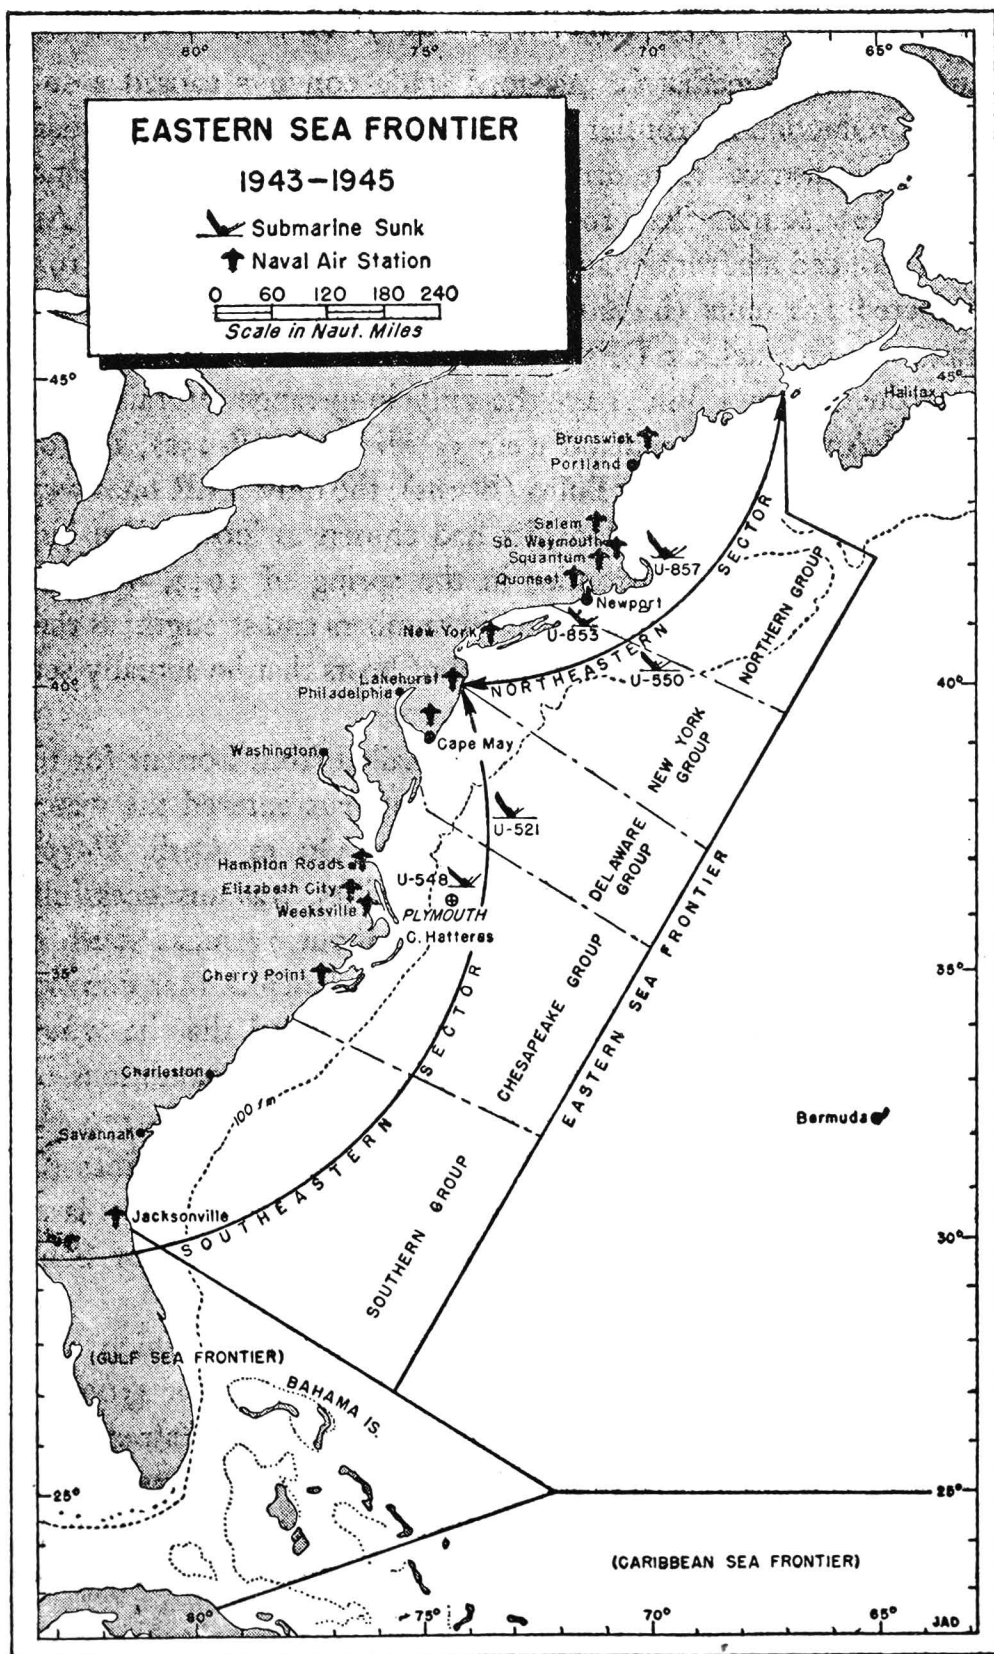 80° 75° 70° 65°
EASTERN SEA FRONTIER
1943–1945
Submarine Sunk
Naval Air Station
0 60 120 180 240
Scale in Naut. Miles
45° 45°
Halifax
Brunswick
Portland
Salem
So. Weymouth
Squantum
Quonset
U-857
Newport
New York
U-853
U-550
NORTHEASTERN SECTOR
NORTHERN GROUP
Lakehurst
40° 40°
Philadelphia
Cape May
Washington
NEW YORK
GROUP
U-521
DELAWARE
GROUP
Hampton Roads
U-548
Elizabeth City
Weeksville
PLYMOUTH
C. Hatteras
CHESAPEAKE GROUP
EASTERN SEA FRONTIER
35° 35°
Cherry Point
Charleston
100 fm
Bermuda
Savannah
SOUTHEASTERN SECTOR
Jacksonville
SOUTHERN GROUP
30°
(GULF SEA FRONTIER)
BAHAMA IS.
25° 25°
(CARIBBEAN SEA FRONTIER)
80° 75° 70° 65°
JAD